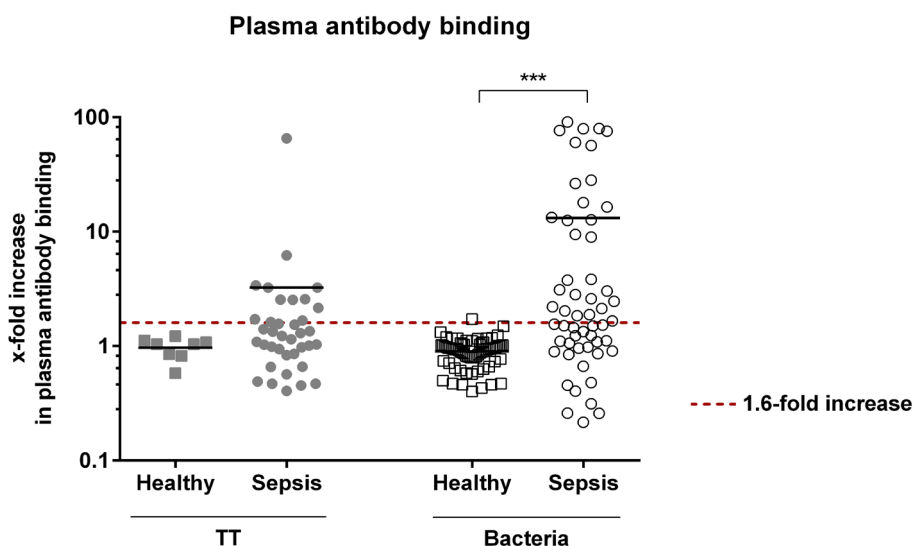 Plasma antibody binding
***
x-fold increase
in plasma antibody binding
100
10
1
0.1
1.6-fold increase
Healthy Sepsis Healthy Sepsis
TT Bacteria